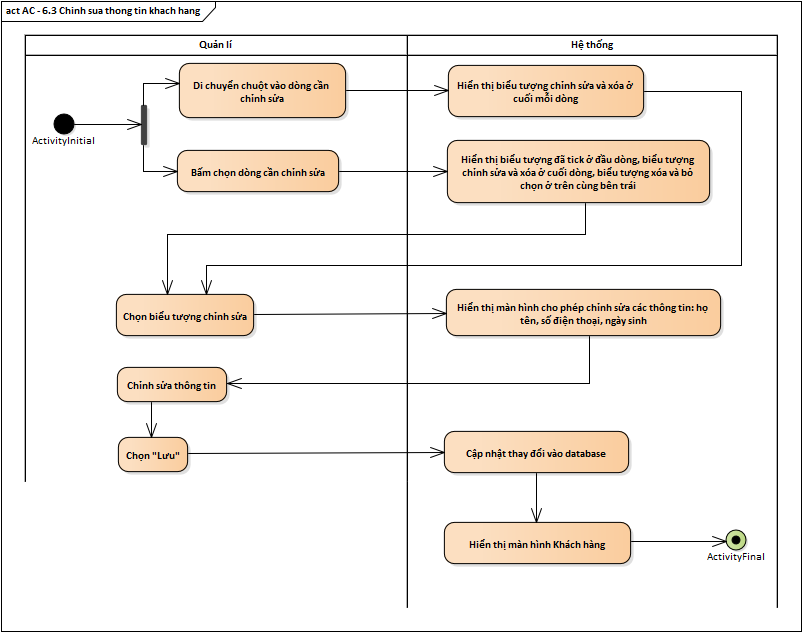 act AC - 6.3 Chinh sua thong tin khach hang
Quản lí
Hệ thống
Di chuyển chuột vào dòng cần
chỉnh sửa
Hiển thị biểu tượng chỉnh sửa và xóa ở
cuối mỗi dòng
ActivityInitial
Bấm chọn dòng cần chỉnh sửa
Hiển thị biểu tượng đã tick ở đầu dòng, biểu tượng
chỉnh sửa và xóa ở cuối dòng, biểu tượng xóa và bỏ
chọn ở trên cùng bên trái
Chọn biểu tượng chỉnh sửa
Hiển thị màn hình cho phép chỉnh sửa các thông tin: họ
tên, số điện thoại, ngày sinh
Chỉnh sửa thông tin
Chọn "Lưu"
Cập nhật thay đổi vào database
Hiển thị màn hình Khách hàng
ActivityFinal